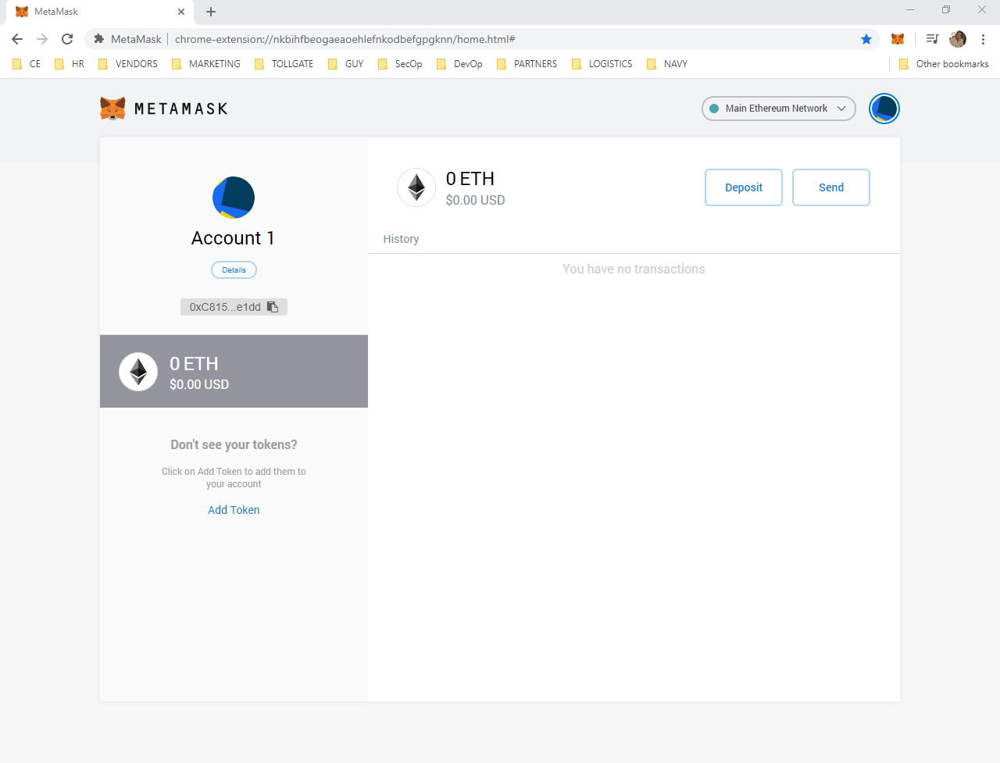 MetaMask
MetaMask chrome-extension://nkbihfbeogaeaoehlefnkodbefgpgknn/home.html#
CE HR VENDORS MARKETING TOLLGATE GUY SecOp DevOp PARTNERS LOGISTICS NAVY Other bookmarks
METAMASK
Main Ethereum Network
Account 1
Details
0xC815...e1dd
0 ETH
$0.00 USD
Don't see your tokens?
Click on Add Token to add them to
your account
Add Token
0 ETH
$0.00 USD
Deposit
Send
History
You have no transactions